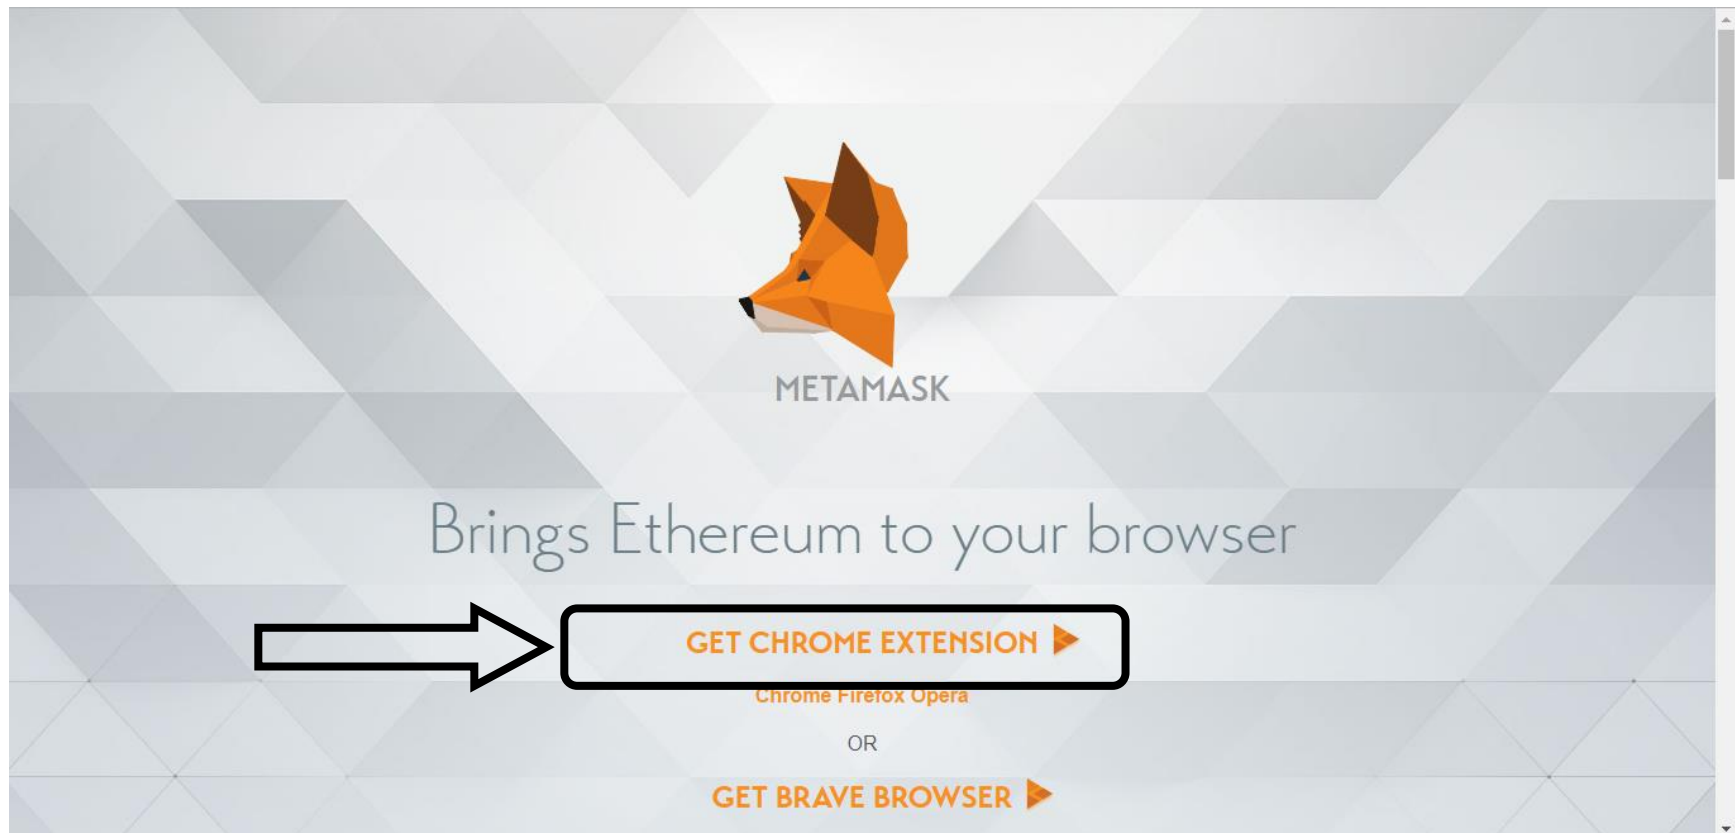 METAMASK
Brings Ethereum to your browser
GET CHROME EXTENSION
Chrome Firefox Opera
OR
GET BRAVE BROWSER